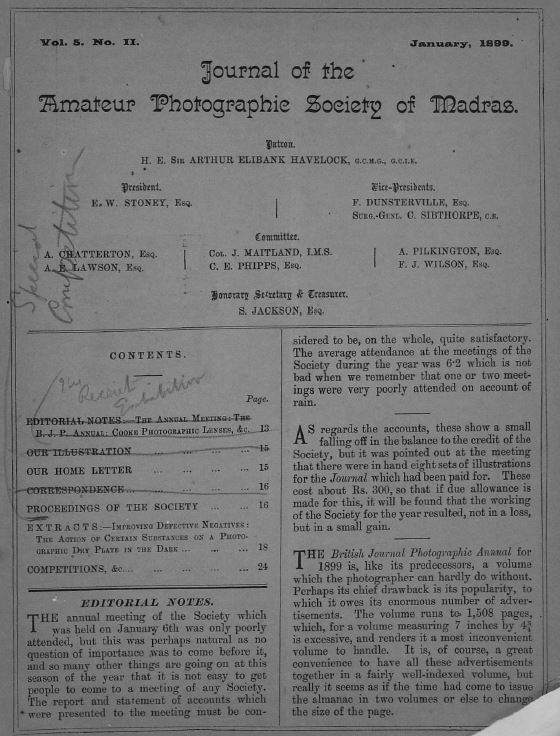 Vol. 5. No. II.
January, 1899.
Journal of the
Amateur Photographic Society of Madras.
Patron.
H. E. SIR ARTHUR ELIBANK HAVELOCK, G.C.M.G., G.C.I.E.
President.
E. W. STONEY, ESQ.
Vice-Presidents.
F. DUNSTERVILLE, ESQ.
SURG.-GENL. C. SIBTHORPE, C.B.
Committee.
A. CHATTERTON, ESQ.
A. E. LAWSON, ESQ.
COL. J. MAITLAND, I.M.S.
C. E. PHIPPS, ESQ.
A. PILKINGTON, ESQ.
F. J. WILSON, ESQ.
Honorary Secretary & Treasurer.
S. JACKSON, ESQ.
Special
Competition
CONTENTS.
Recent
Exhibition
Page.
EDITORIAL NOTES:—THE ANNUAL MEETING: THE
B. J. P. ANNUAL: COOKE PHOTOGRAPHIC LENSES, &C. 13
OUR ILLUSTRATION ... ... ... ... 15
OUR HOME LETTER ... ... ... ... 15
CORRESPONDENCE ... ... ... ... 16
PROCEEDINGS OF THE SOCIETY ... ... ... 16
EXTRACTS:—IMPROVING DEFECTIVE NEGATIVES:
THE ACTION OF CERTAIN SUBSTANCES ON A PHOTO-
GRAPHIC DRY PLATE IN THE DARK ... ... ... 18
COMPETITIONS, &c.... ... ... ... ... 24
EDITORIAL NOTES.
THE annual meeting of the Society which
was held on January 6th was only poorly
attended, but this was perhaps natural as no
question of importance was to come before it,
and so many other things are going on at this
season of the year that it is not easy to get
people to come to a meeting of any Society.
The report and statement of accounts which
were presented to the meeting must be con-
sidered to be, on the whole, quite satisfactory.
The average attendance at the meetings of the
Society during the year was 6·2 which is not
bad when we remember that one or two meet-
ings were very poorly attended on account of
rain.
AS regards the accounts, these show a small
falling off in the balance to the credit of the
Society, but it was pointed out at the meeting
that there were in hand eight sets of illustrations
for the Journal which had been paid for. These
cost about Rs. 300, so that if due allowance is
made for this, it will be found that the working
of the Society for the year resulted, not in a loss,
but in a small gain.
THE British Journal Photographic Annual for
1899 is, like its predecessors, a volume
which the photographer can hardly do without.
Perhaps its chief drawback is its popularity, to
which it owes its enormous number of adver-
tisements. The volume runs to 1,508 pages,
which, for a volume measuring 7 inches by 4¾
is excessive, and renders it a most inconvenient
volume to handle. It is, of course, a great
convenience to have all these advertisements
together in a fairly well-indexed volume, but
really it seems as if the time had come to issue
the almanac in two volumes or else to change
the size of the page.